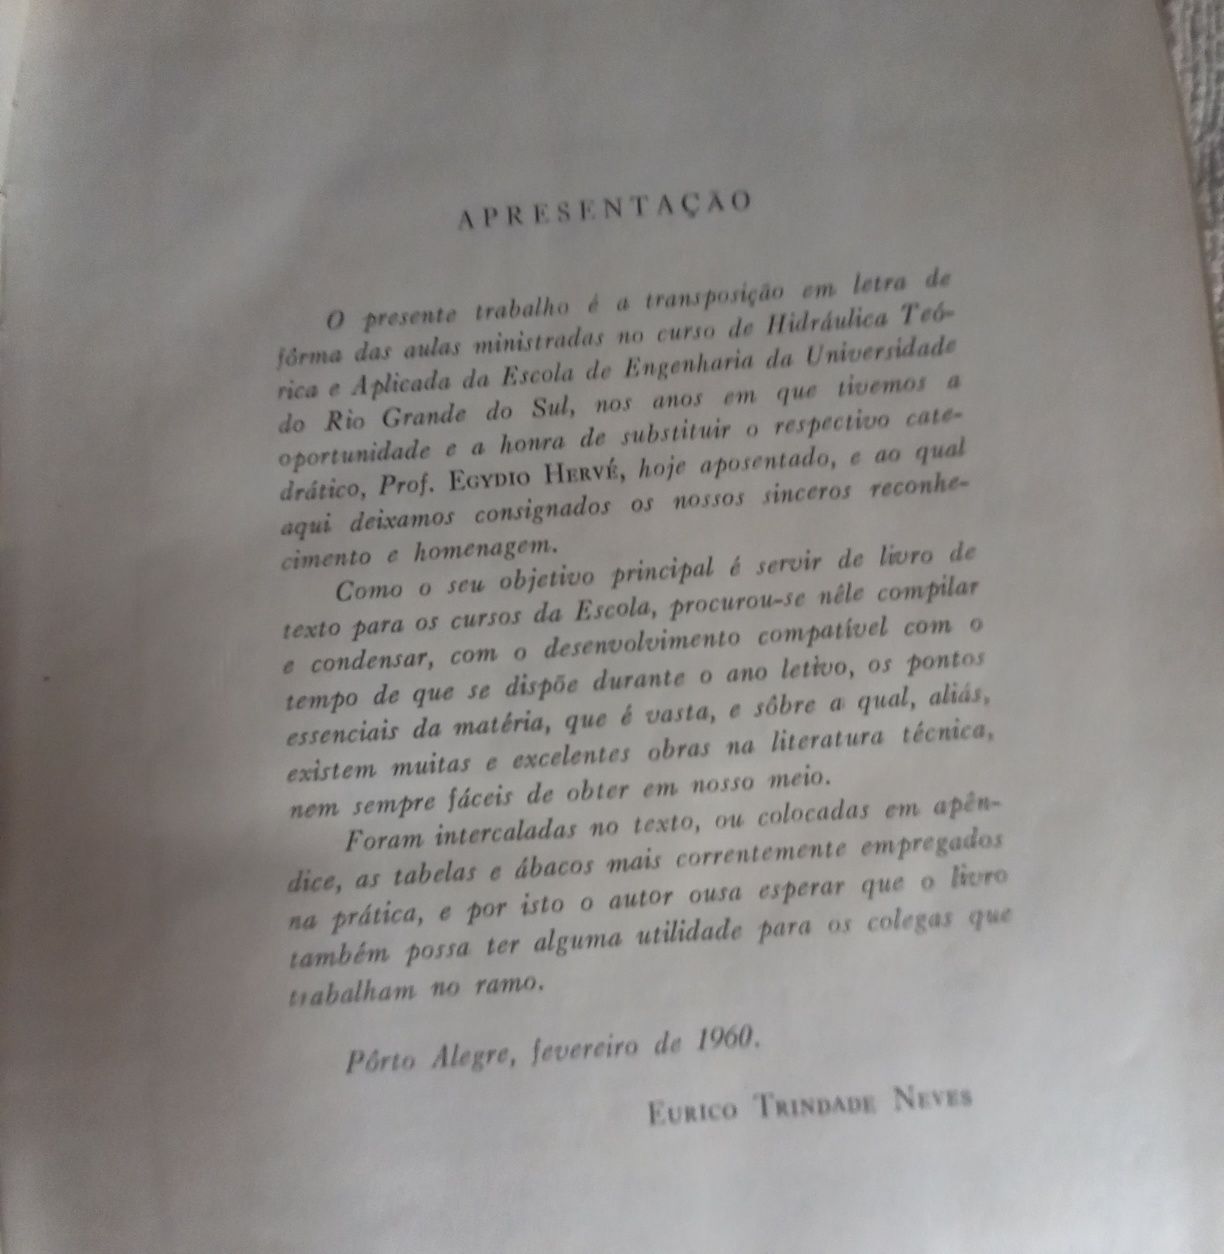 APRESENTAÇÃO
O presente trabalho é a transposição em letra de
fôrma das aulas ministradas no curso de Hidráulica Teó-
rica e Aplicada da Escola de Engenharia da Universidade
do Rio Grande do Sul, nos anos em que tivemos a
oportunidade e a honra de substituir o respectivo cate-
drático, Prof. EGYDIO HERVÉ, hoje aposentado, e ao qual
aqui deixamos consignados os nossos sinceros reconhe-
cimento e homenagem.
Como o seu objetivo principal é servir de livro de
texto para os cursos da Escola, procurou-se nêle compilar
e condensar, com o desenvolvimento compatível com o
tempo de que se dispõe durante o ano letivo, os pontos
essenciais da matéria, que é vasta, e sôbre a qual, aliás,
existem muitas e excelentes obras na literatura técnica,
nem sempre fáceis de obter em nosso meio.
Foram intercaladas no texto, ou colocadas em apên-
dice, as tabelas e ábacos mais correntemente empregados
na prática, e por isto o autor ousa esperar que o livro
também possa ter alguma utilidade para os colegas que
trabalham no ramo.
Pôrto Alegre, fevereiro de 1960.
EURICO TRINDADE NEVES